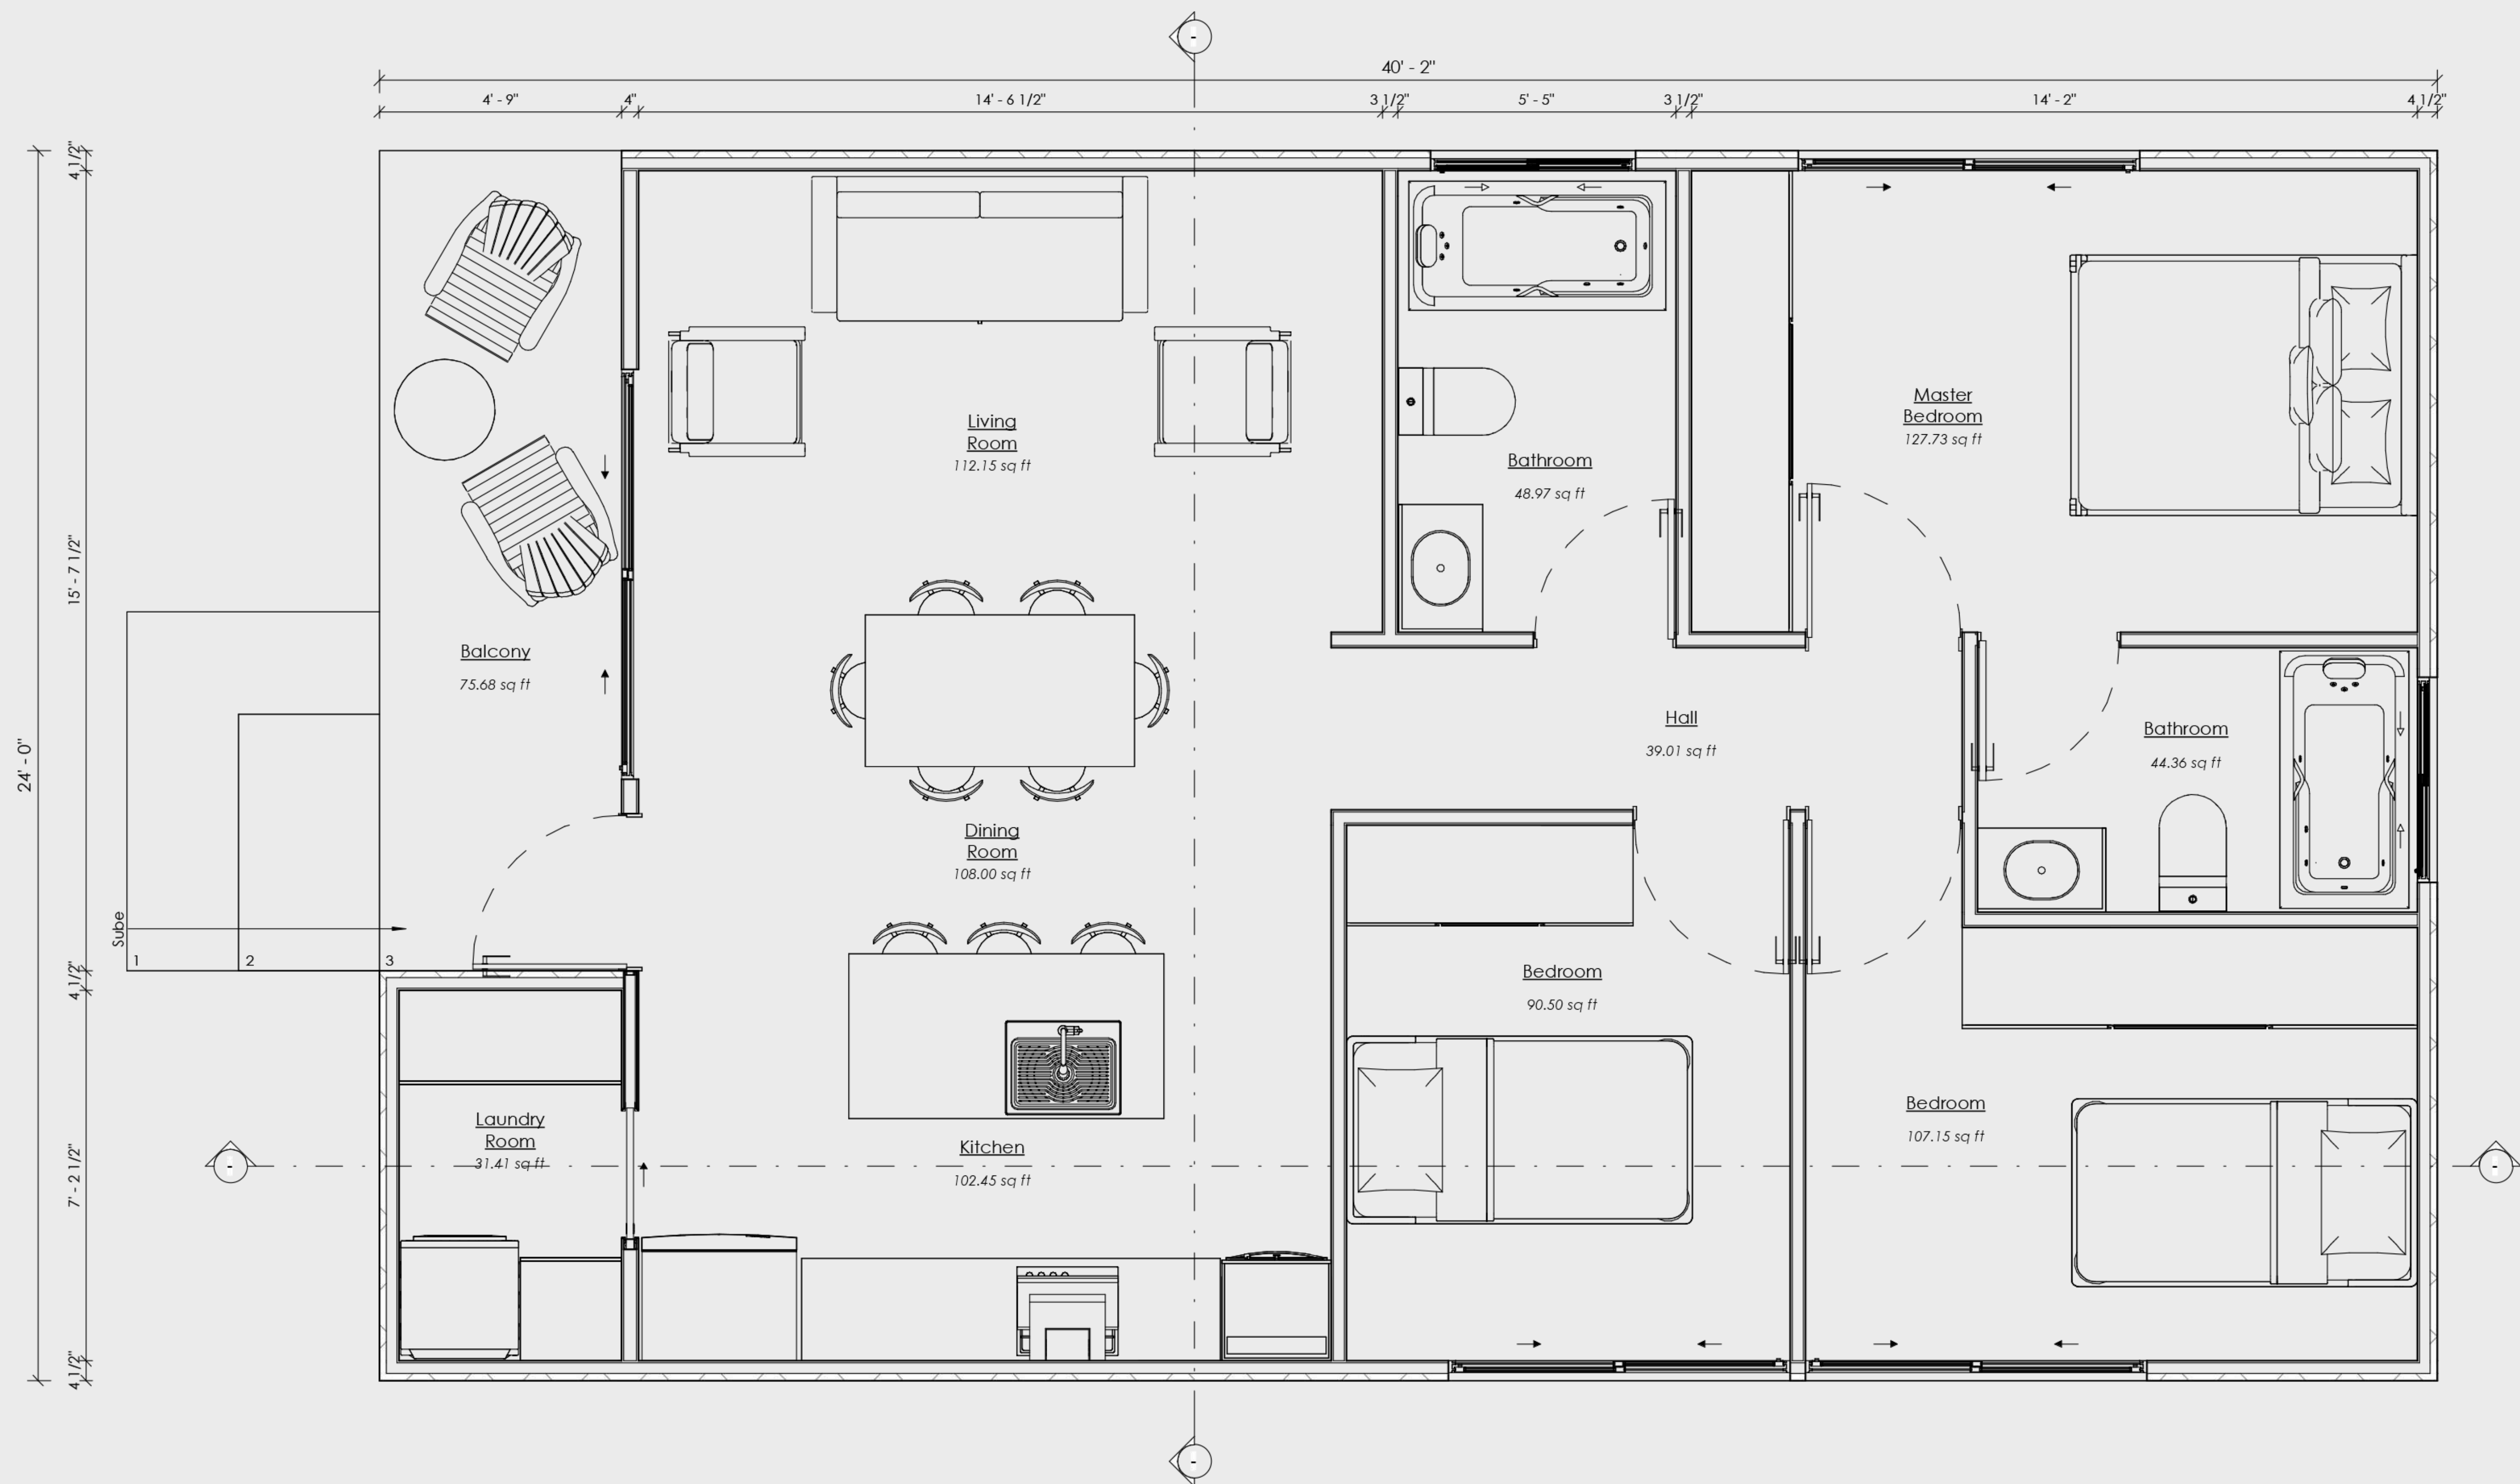 40' - 2"
4' - 9"
4"
14' - 6 1/2"
3 1/2"
5' - 5"
3 1/2"
14' - 2"
4 1/2"
4 1/2"
15' - 7 1/2"
24' - 0"
4 1/2"
7' - 2 1/2"
4 1/2"
Living
Room
112.15 sq ft
Bathroom
48.97 sq ft
Master
Bedroom
127.73 sq ft
Balcony
75.68 sq ft
Hall
39.01 sq ft
Bathroom
44.36 sq ft
Dining
Room
108.00 sq ft
Sube
1
2
3
Bedroom
90.50 sq ft
Laundry
Room
31.41 sq ft
Kitchen
102.45 sq ft
Bedroom
107.15 sq ft